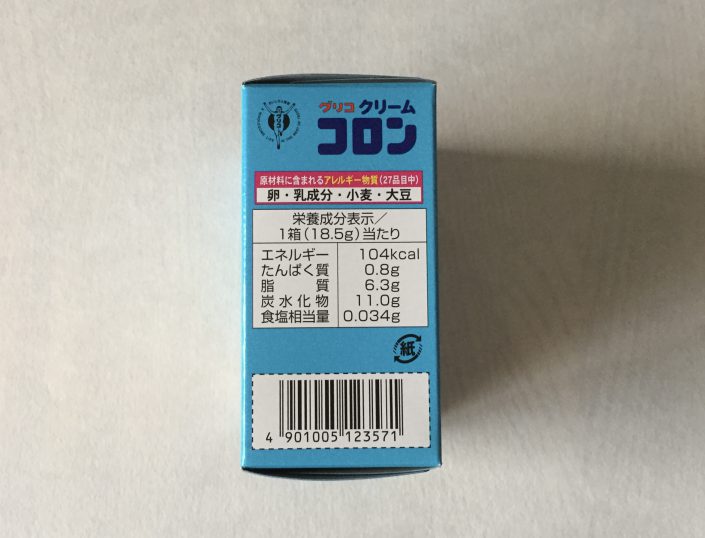 グリコ
グリコ クリーム
コロン
原材料に含まれるアレルギー物質(27品目中)
卵・乳成分・小麦・大豆
栄養成分表示/
1箱(18.5g)当たり
エネルギー 104kcal
たんぱく質 0.8g
脂質 6.3g
炭水化物 11.0g
食塩相当量 0.034g
紙
4 901005 123571